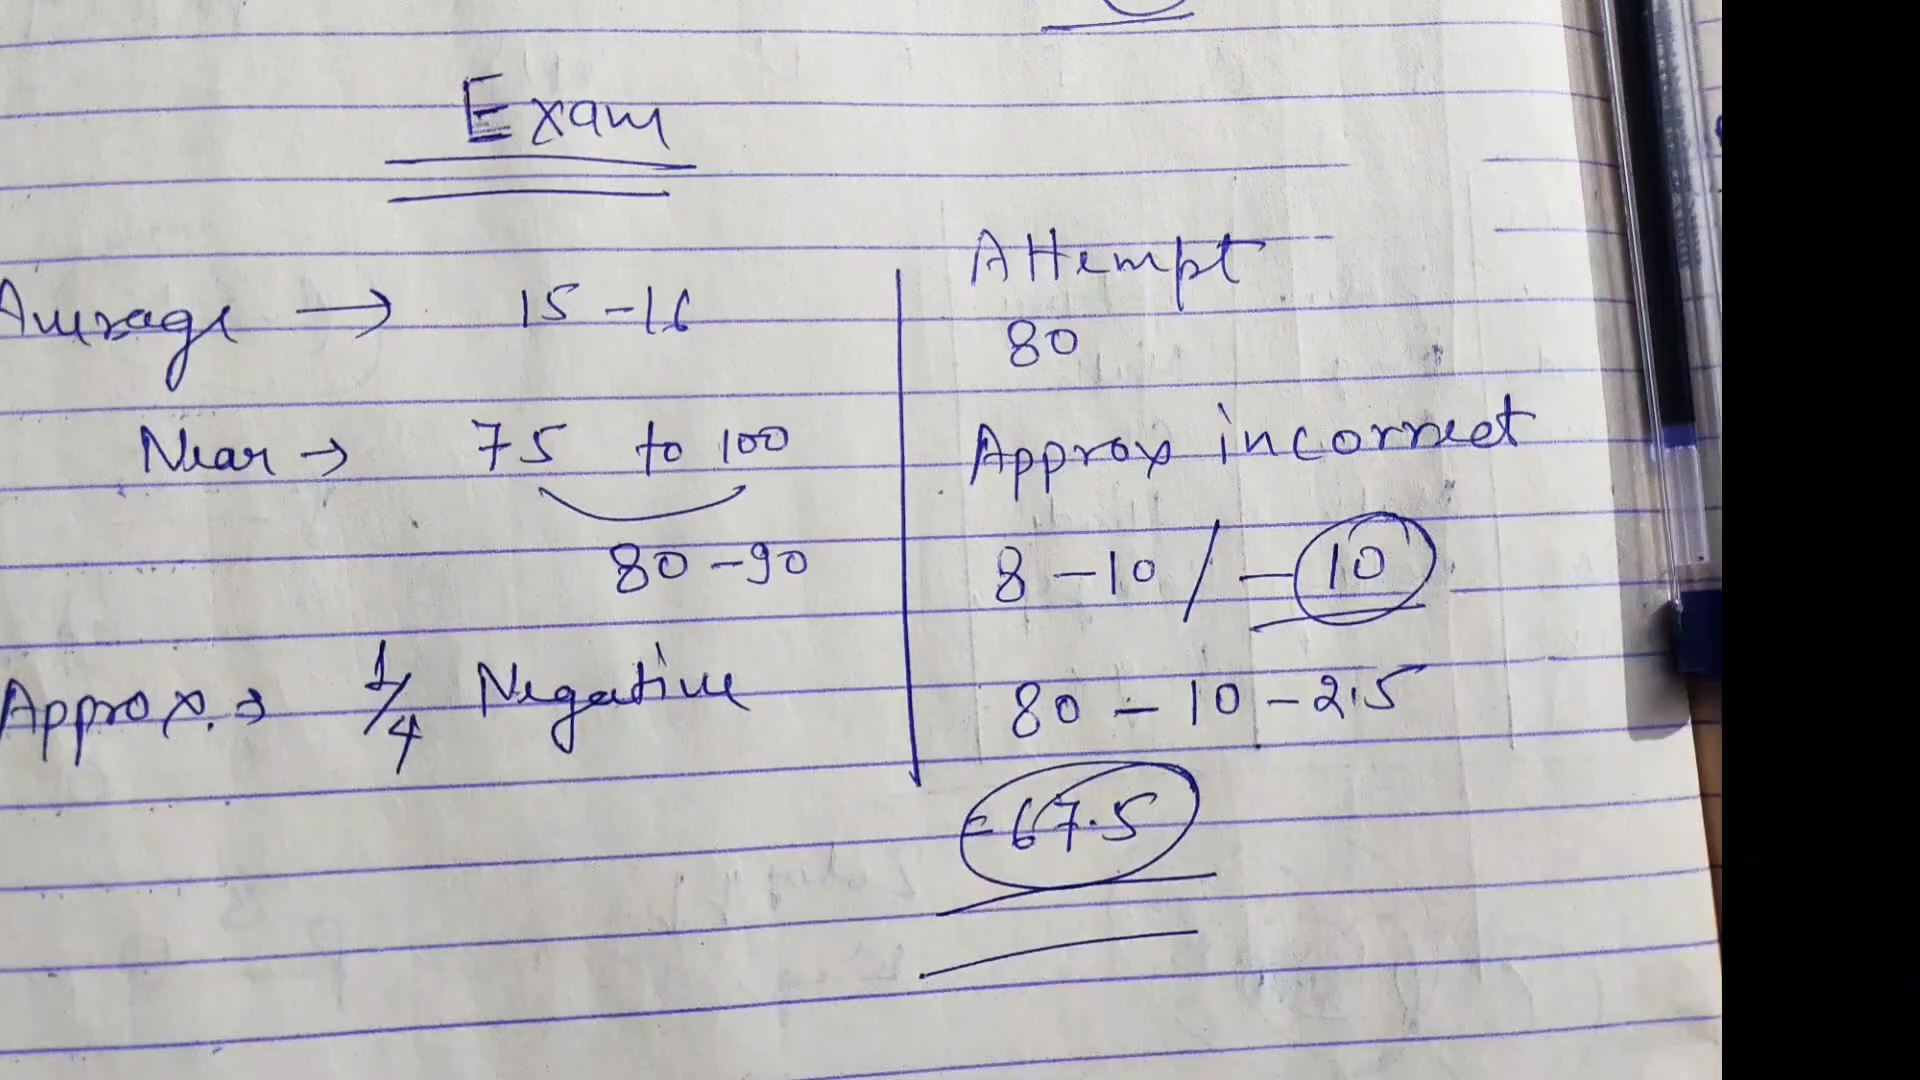 Exam
Average → 15-16
Near → 75 to 100
80-90
Approx. → 1/4 Negative
Attempt
80
Approx incorrect
8-10 / - 10
80 - 10 - 2.5
= 67.5